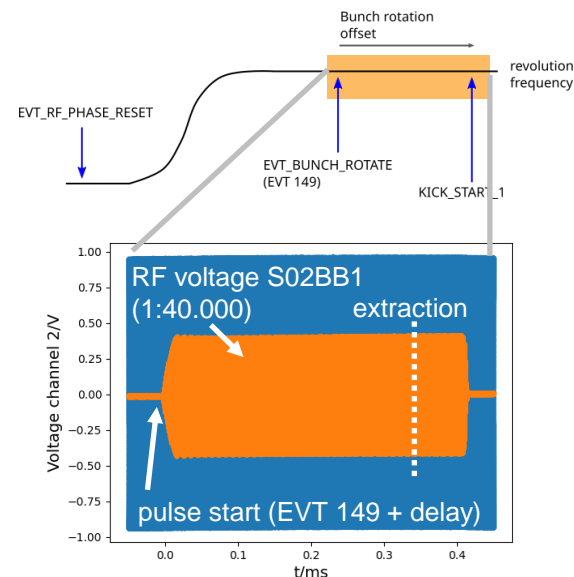 Bunch rotation
offset
revolution
frequency
EVT_RF_PHASE_RESET
EVT_BUNCH_ROTATE
(EVT 149)
KICK_START_1
1.00
0.75
0.50
0.25
0.00
−0.25
−0.50
−0.75
−1.00
Voltage channel 2/V
RF voltage S02BB1
(1:40.000)
extraction
pulse start (EVT 149 + delay)
0.0
0.1
0.2
0.3
0.4
t/ms